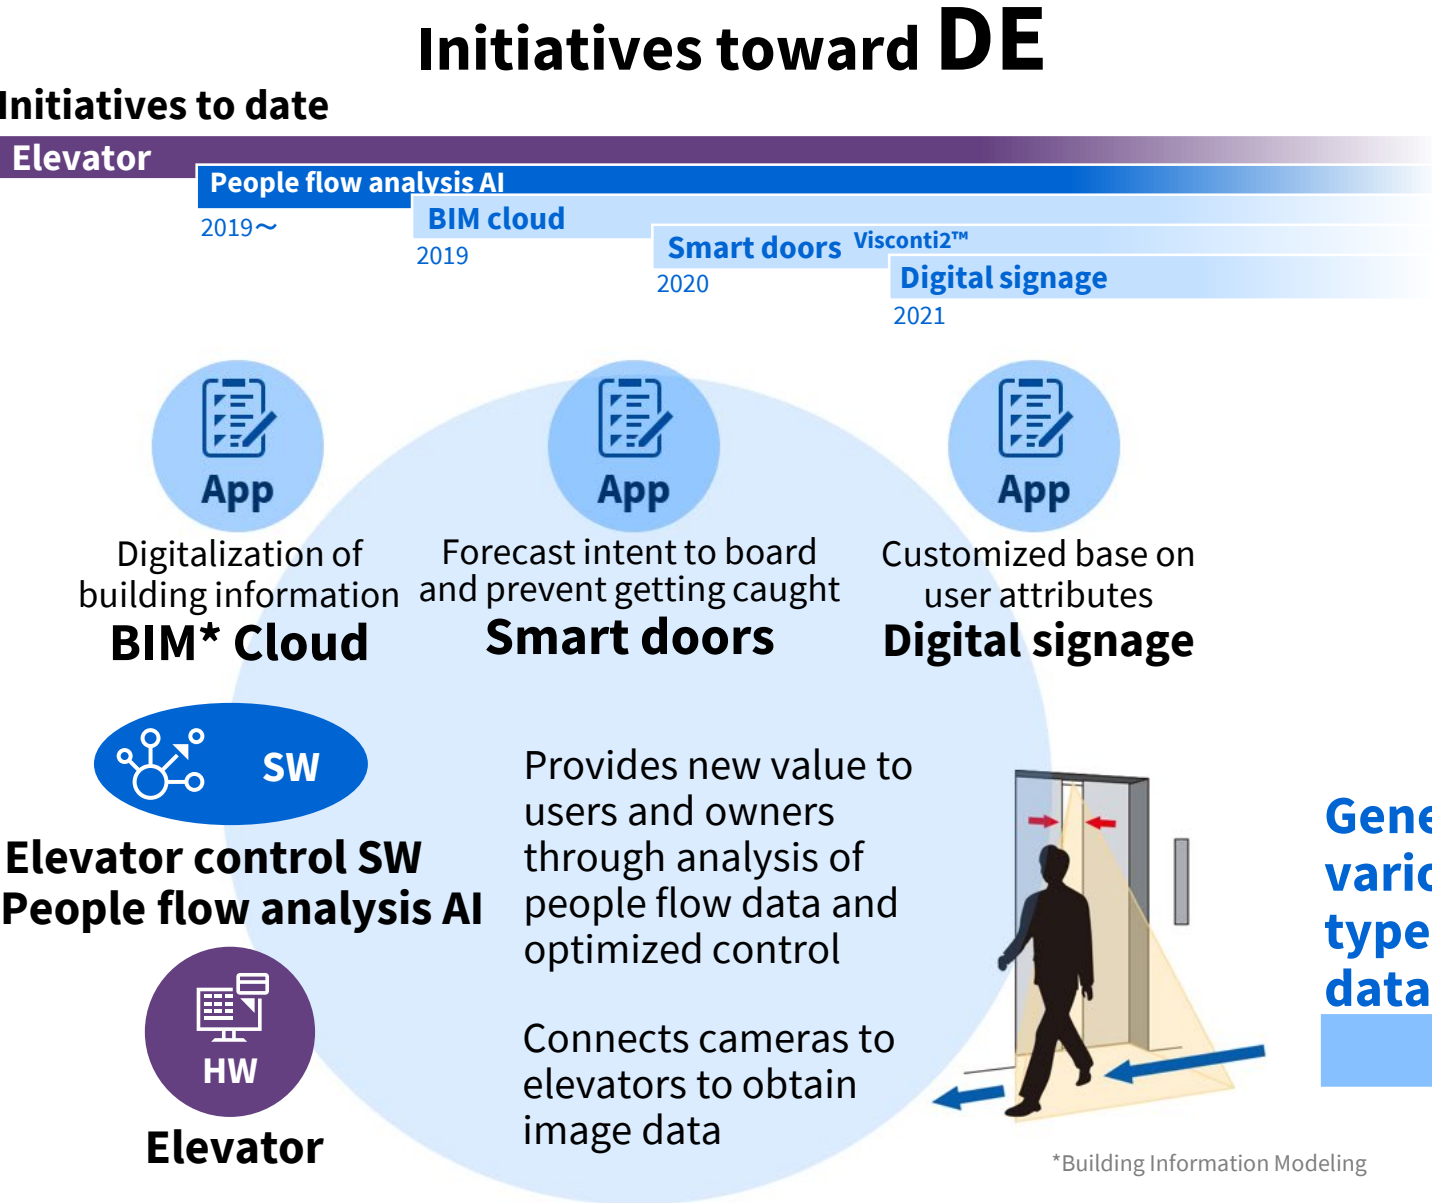 Initiatives toward DE
Initiatives to date
Elevator
People flow analysis AI
2019～
BIM cloud
2019
Smart doors Visconti2™
2020
Digital signage
2021
App
Digitalization of
building information
BIM* Cloud
App
Forecast intent to board
and prevent getting caught
Smart doors
App
Customized base on
user attributes
Digital signage
SW
Elevator control SW
People flow analysis AI
Provides new value to
users and owners
through analysis of
people flow data and
optimized control
HW
Elevator
Connects cameras to
elevators to obtain
image data
Gene
vario
type
data
*Building Information Modeling